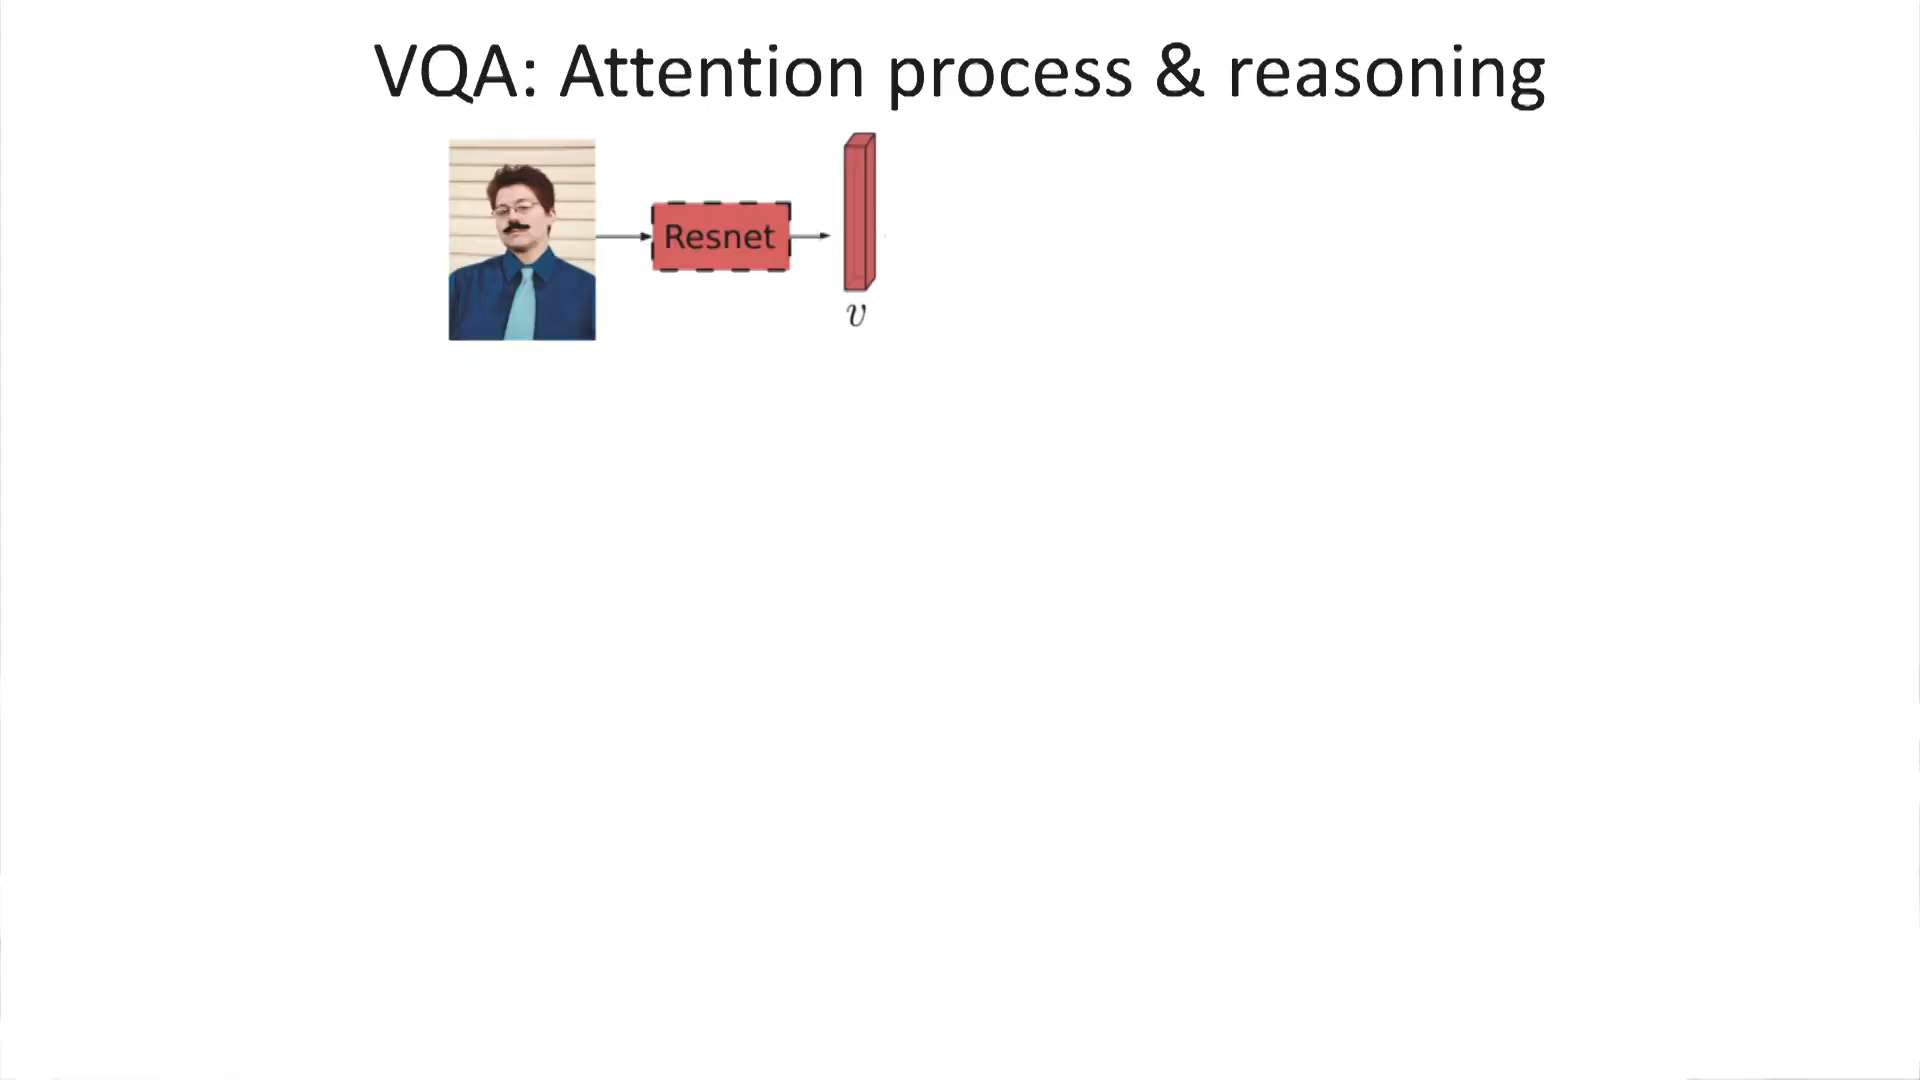 VQA: Attention process & reasoning
Resnet
v